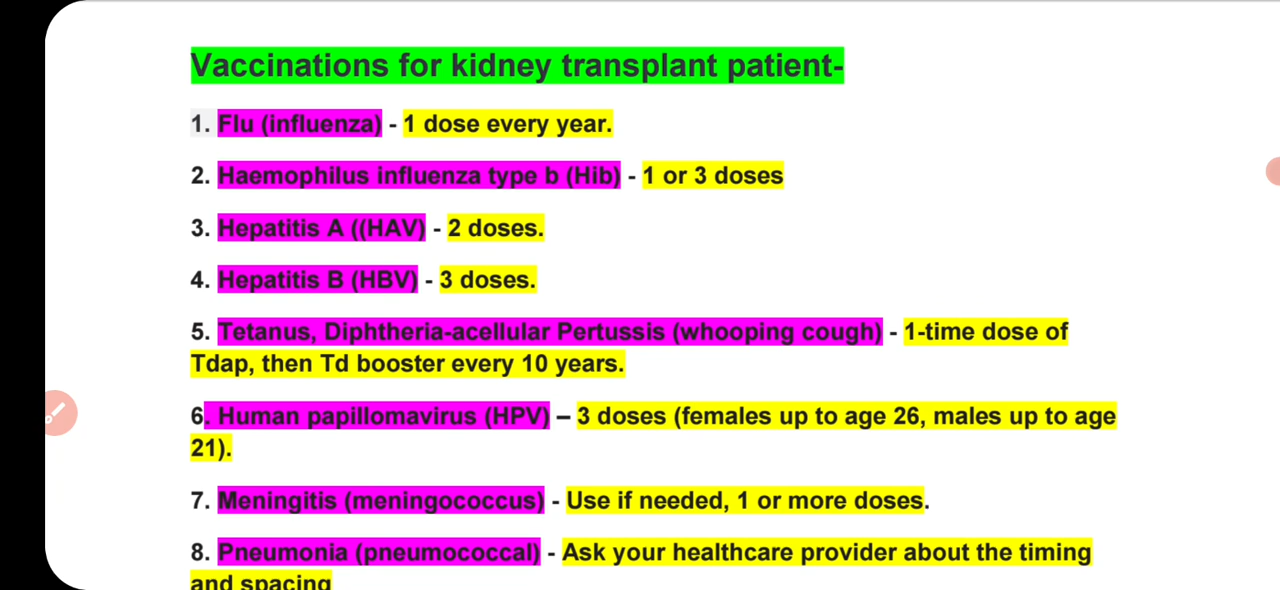 Vaccinations for kidney transplant patient-
1. Flu (influenza) - 1 dose every year.
2. Haemophilus influenza type b (Hib) - 1 or 3 doses
3. Hepatitis A ((HAV) - 2 doses.
4. Hepatitis B (HBV) - 3 doses.
5. Tetanus, Diphtheria-acellular Pertussis (whooping cough) - 1-time dose of
Tdap, then Td booster every 10 years.
6. Human papillomavirus (HPV) – 3 doses (females up to age 26, males up to age
21).
7. Meningitis (meningococcus) - Use if needed, 1 or more doses.
8. Pneumonia (pneumococcal) - Ask your healthcare provider about the timing
and spacing